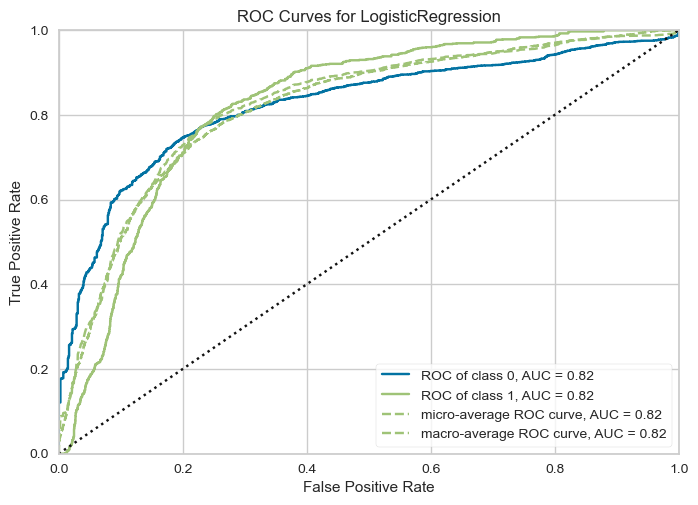 ROC Curves for LogisticRegression
1.0
0.8
0.6
0.4
0.2
0.0
True Positive Rate
ROC of class 0, AUC = 0.82
ROC of class 1, AUC = 0.82
micro-average ROC curve, AUC = 0.82
macro-average ROC curve, AUC = 0.82
0.0 0.2 0.4 0.6 0.8 1.0
False Positive Rate